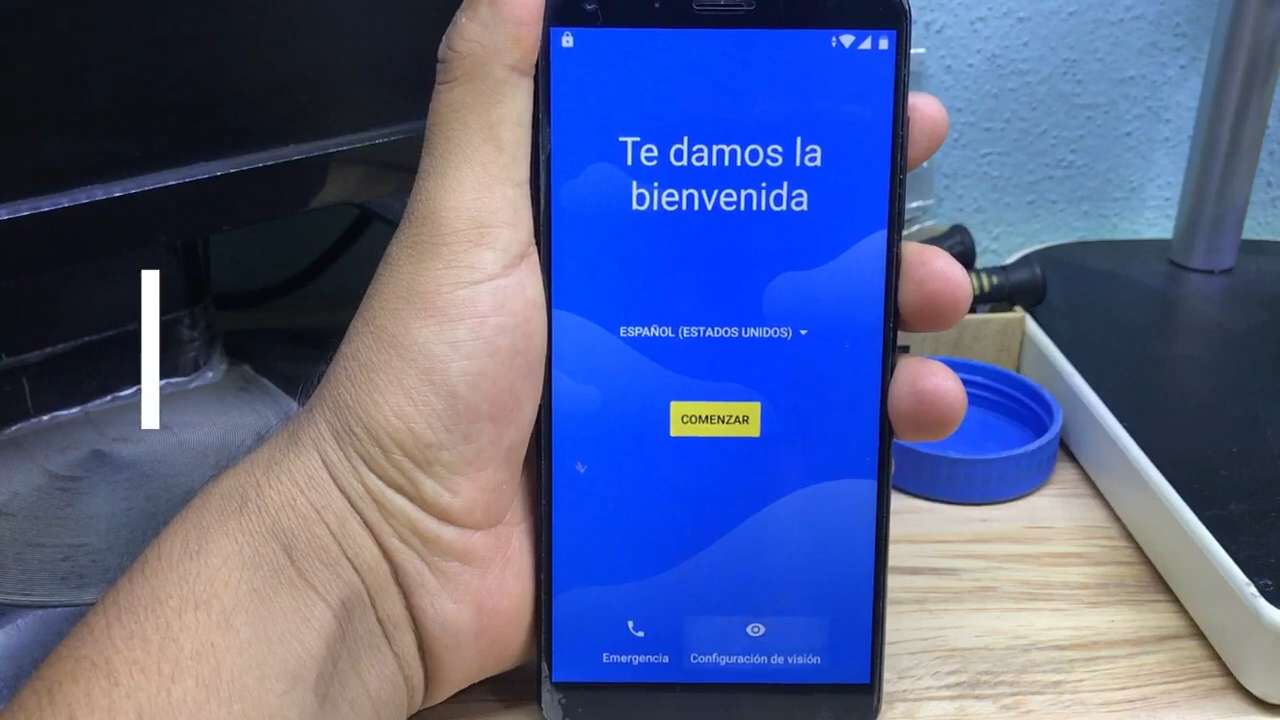 Te damos la
bienvenida
ESPAÑOL (ESTADOS UNIDOS)
COMENZAR
Emergencia
Configuración de visión